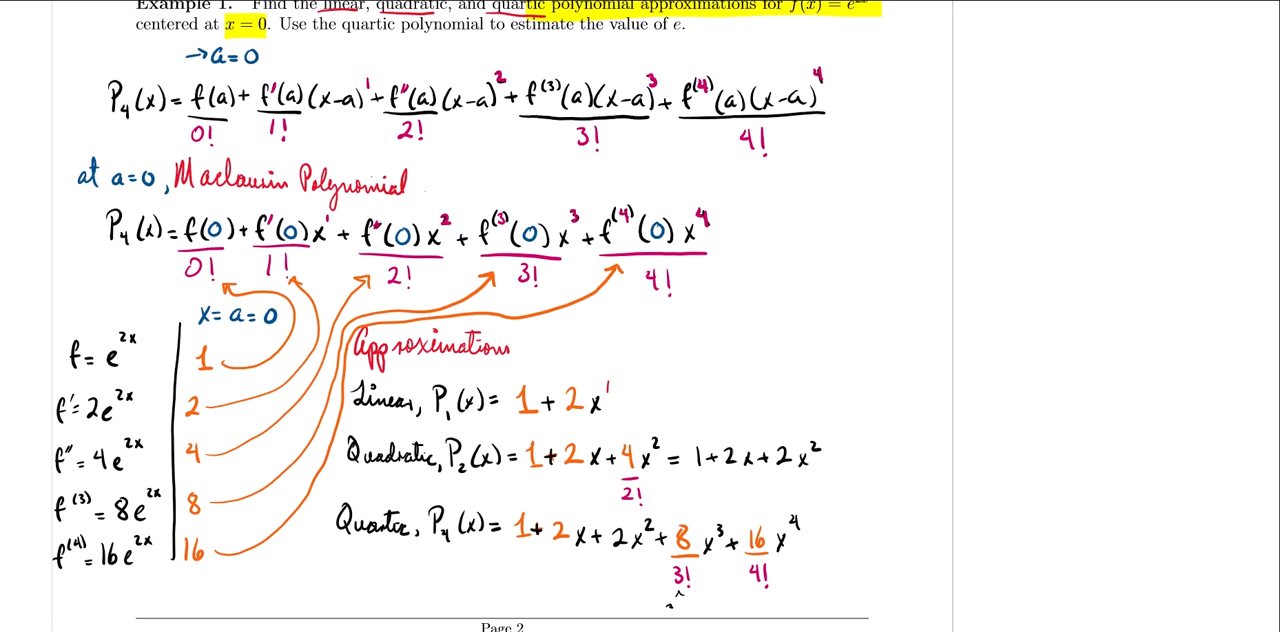 Example 1. Find the linear, quadratic, and quartic polynomial approximations for f(x) = e^{2x}
centered at x = 0. Use the quartic polynomial to estimate the value of e.
→ a = 0
P₄(x) = f(a)/0! + f'(a)(x-a)^1/1! + f''(a)(x-a)^2/2! + f^(3)(a)(x-a)^3/3! + f^(4)(a)(x-a)^4/4!
at a=0, Maclaurin Polynomial
P₄(x) = f(0)/0! + f'(0)x^1/1! + f''(0)x^2/2! + f^(3)(0)x^3/3! + f^(4)(0)x^4/4!
x = a = 0
f = e^{2x} 1
Approximations
f' = 2e^{2x} 2
Linear, P₁(x) = 1 + 2x^1
f'' = 4e^{2x} 4
Quadratic, P₂(x) = 1 + 2x + 4/2! x^2 = 1 + 2x + 2x^2
f^(3) = 8e^{2x} 8
Quartic, P₄(x) = 1 + 2x + 2x^2 + 8/3! x^3 + 16/4! x^4
f^(4) = 16e^{2x} 16
Page 2